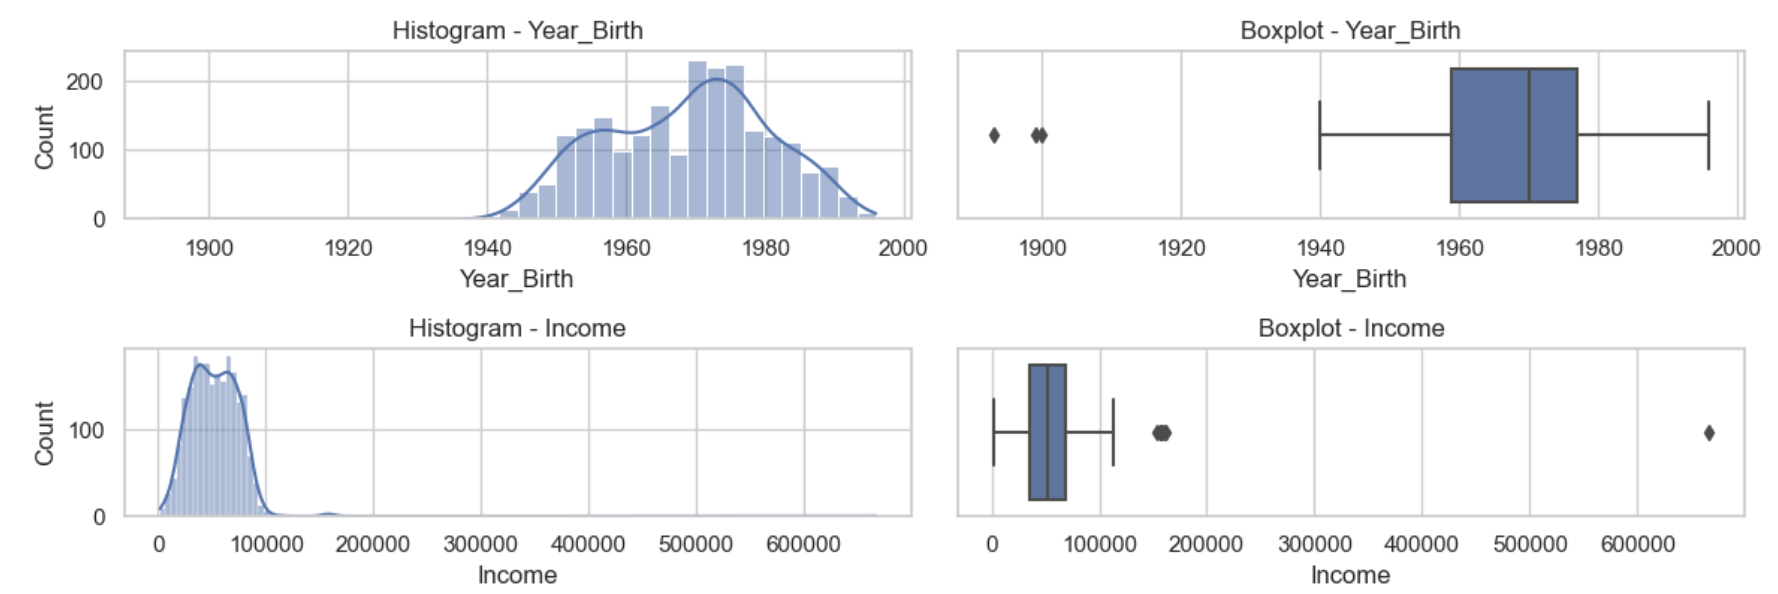 Histogram - Year_Birth
Boxplot - Year_Birth
Count
200
100
0
1900 1920 1940 1960 1980 2000
Year_Birth
1900 1920 1940 1960 1980 2000
Year_Birth
Histogram - Income
Boxplot - Income
Count
100
0
0 100000 200000 300000 400000 500000 600000
Income
0 100000 200000 300000 400000 500000 600000
Income